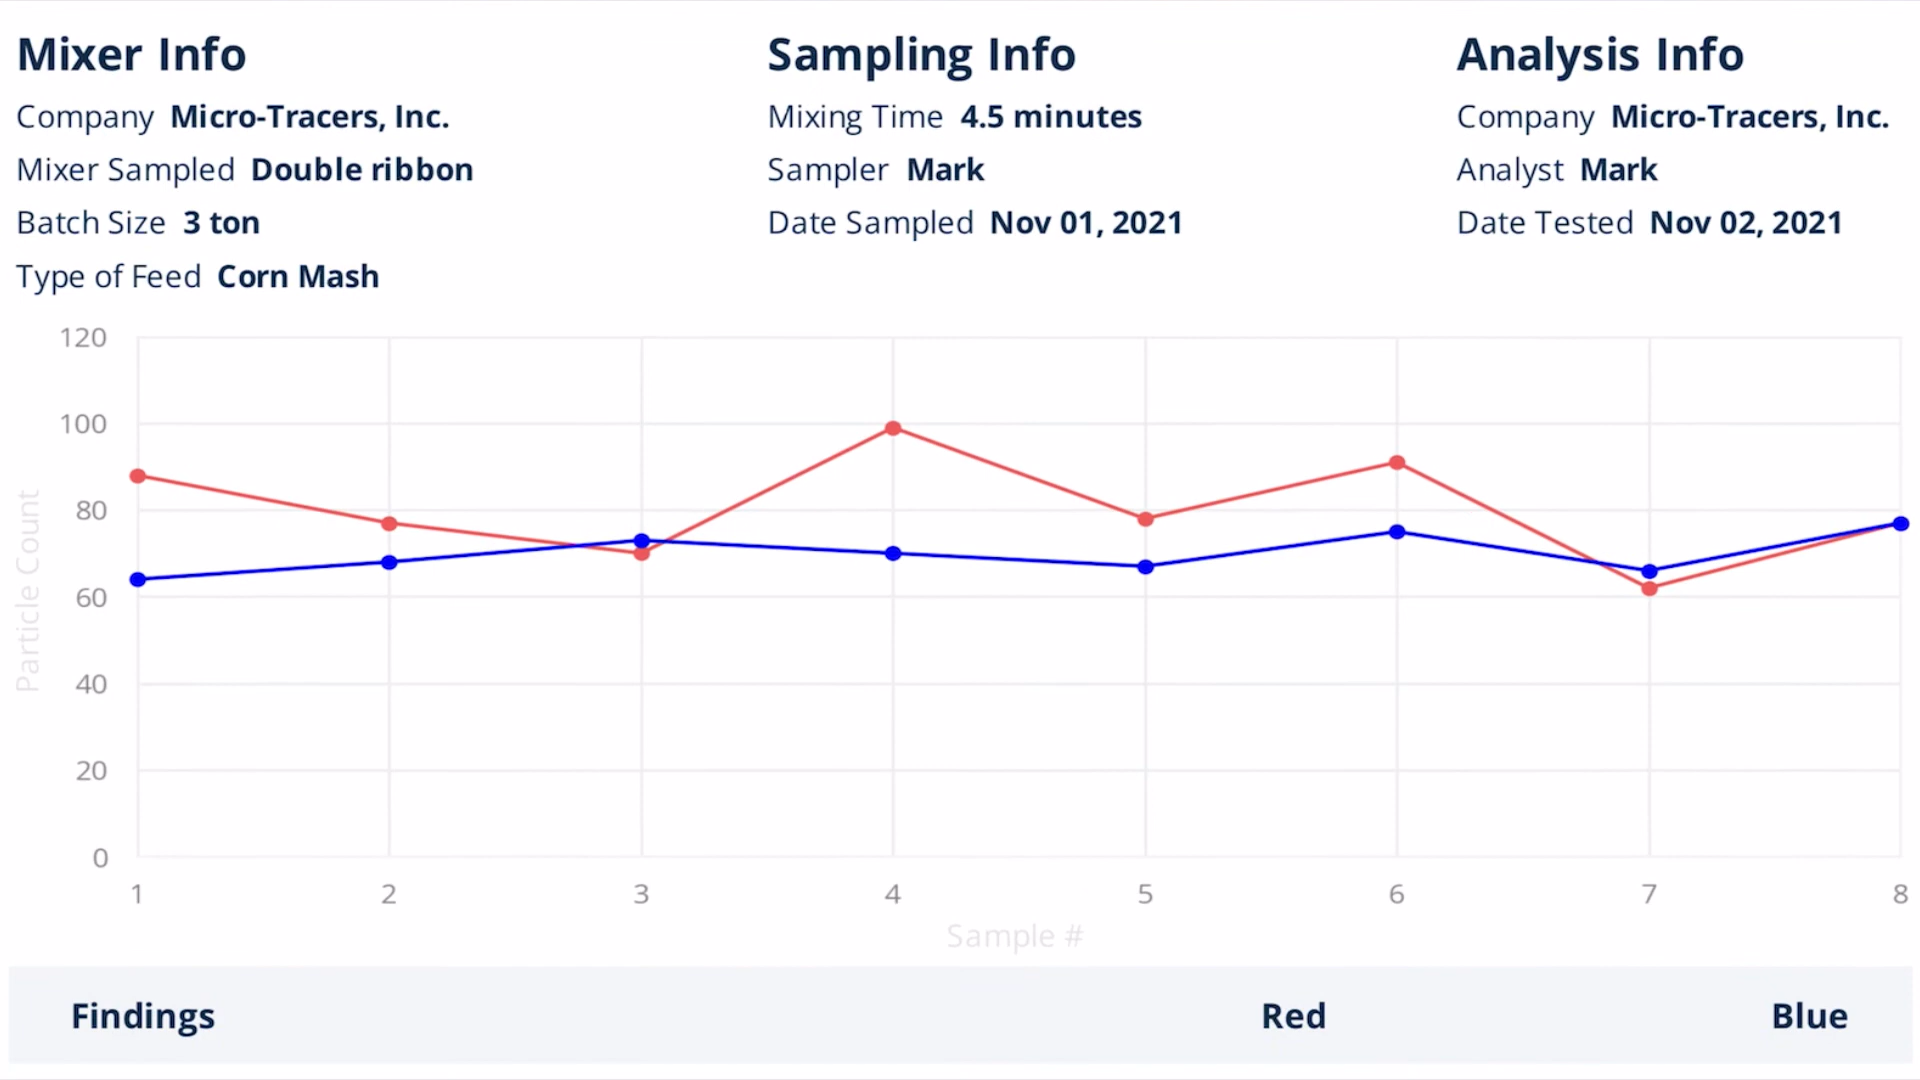 Mixer Info
Company Micro-Tracers, Inc.
Mixer Sampled Double ribbon
Batch Size 3 ton
Type of Feed Corn Mash
Sampling Info
Mixing Time 4.5 minutes
Sampler Mark
Date Sampled Nov 01, 2021
Analysis Info
Company Micro-Tracers, Inc.
Analyst Mark
Date Tested Nov 02, 2021
Particle Count
120
100
80
60
40
20
0
1 2 3 4 5 6 7 8
Sample #
Findings Red Blue